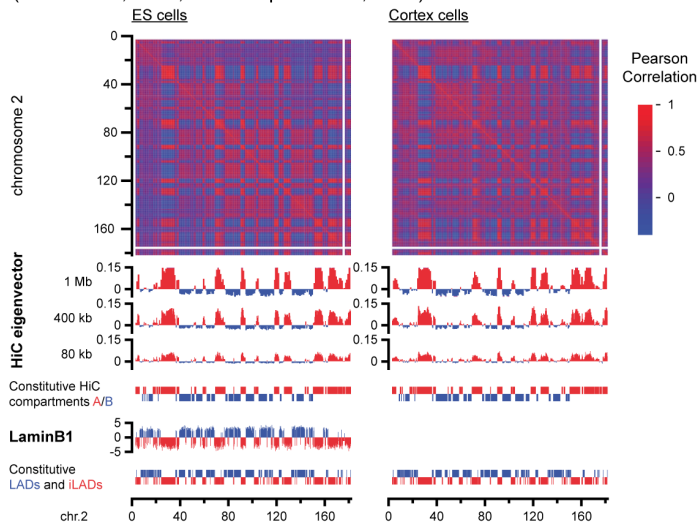 ES cells
Cortex cells
chromosome 2
0
40
80
120
160
Pearson
Correlation
1
0.5
0
HiC eigenvector
1 Mb
0.15
0
0.15
0
400 kb
0.15
0
0.15
0
80 kb
0.15
0
0.15
0
Constitutive HiC
compartments A/B
LaminB1
5
0
-5
Constitutive
LADs and iLADs
chr.2
0 40 80 120 160
0 40 80 120 160